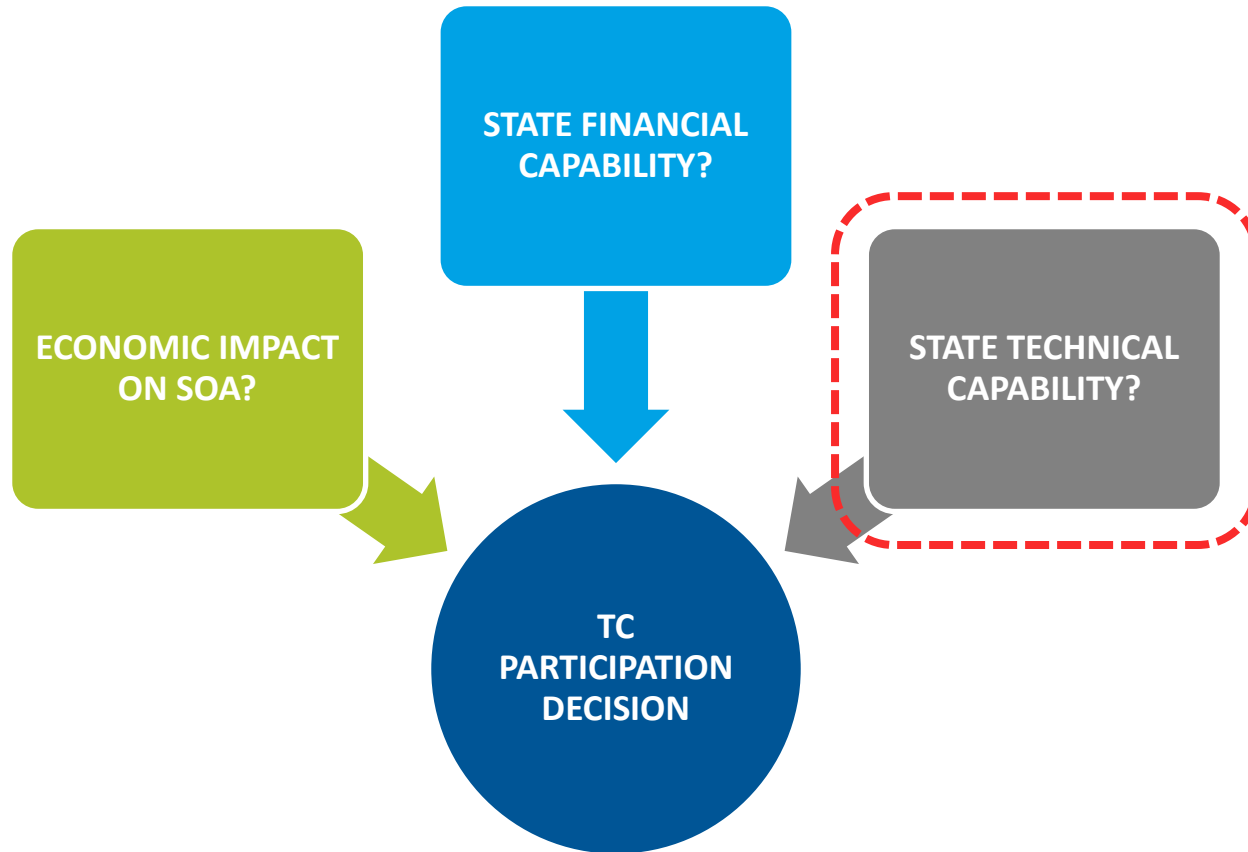 STATE FINANCIAL
CAPABILITY?
ECONOMIC IMPACT
ON SOA?
STATE TECHNICAL
CAPABILITY?
TC
PARTICIPATION
DECISION